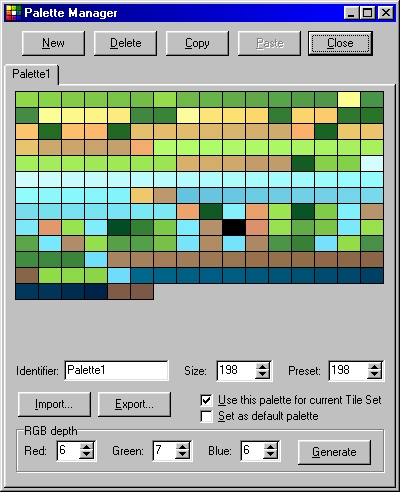 Palette Manager
New Delete Copy Paste Close
Palette1
Identifier: Palette1 Size: 198 Preset: 198
Import... Export... Use this palette for current Tile Set
Set as default palette
RGB depth
Red: 6 Green: 7 Blue: 6 Generate